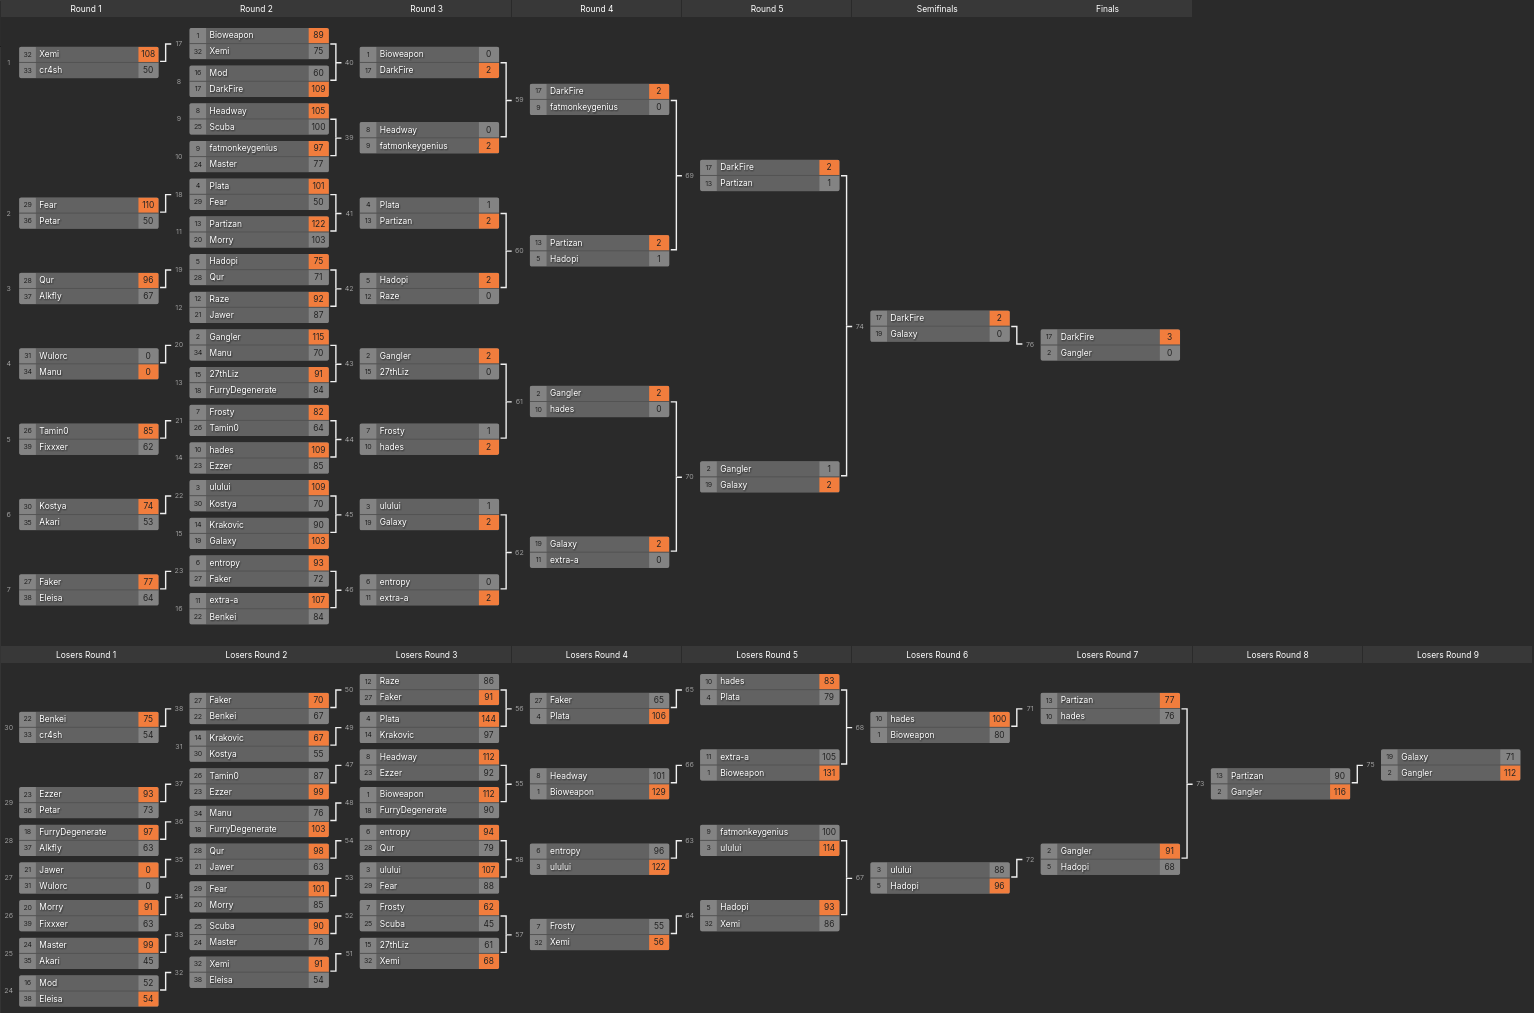 Round 1 Round 2 Round 3 Round 4 Round 5 Semifinals Finals
1
32 Xemi 108
33 cr4sh 50
2
29 Fear 110
36 Petar 50
3
28 Qur 96
37 Alkfly 67
4
31 Wulorc 0
34 Manu 0
5
26 Tamin0 85
39 Fixxxer 62
6
30 Kostya 74
35 Akari 53
7
27 Faker 77
38 Eleisa 64
17
1 Bioweapon 89
32 Xemi 75
8
16 Mod 60
17 DarkFire 109
9
8 Headway 105
25 Scuba 100
10
9 fatmonkeygenius 97
24 Master 77
18
4 Plata 101
29 Fear 50
11
13 Partizan 122
20 Morry 103
19
5 Hadopi 75
28 Qur 71
12
12 Raze 92
21 Jawer 87
20
2 Gangler 115
34 Manu 70
13
15 27thLiz 91
18 FurryDegenerate 84
21
7 Frosty 82
26 Tamin0 64
14
10 hades 109
23 Ezzer 85
22
3 ului 109
30 Kostya 70
15
14 Krakovic 90
19 Galaxy 103
23
6 entropy 93
27 Faker 72
16
11 extra-a 107
22 Benkei 84
40
1 Bioweapon 0
17 DarkFire 2
39
8 Headway 0
9 fatmonkeygenius 2
41
4 Plata 1
13 Partizan 2
42
5 Hadopi 2
12 Raze 0
43
2 Gangler 2
15 27thLiz 0
44
7 Frosty 1
10 hades 2
45
3 ulului 1
19 Galaxy 2
46
6 entropy 0
11 extra-a 2
59
17 DarkFire 2
9 fatmonkeygenius 0
60
13 Partizan 2
5 Hadopi 1
61
2 Gangler 2
10 hades 0
62
19 Galaxy 2
11 extra-a 0
69
17 DarkFire 2
13 Partizan 1
70
2 Gangler 1
19 Galaxy 2
74
17 DarkFire 2
19 Galaxy 0
76
17 DarkFire 3
2 Gangler 0
Losers Round 1 Losers Round 2 Losers Round 3 Losers Round 4 Losers Round 5 Losers Round 6 Losers Round 7 Losers Round 8 Losers Round 9
30
22 Benkei 75
33 cr4sh 54
29
23 Ezzer 93
36 Petar 73
28
18 FurryDegenerate 97
37 Alkfly 63
27
21 Jawer 0
31 Wulorc 0
26
20 Morry 91
39 Fixxxer 63
25
24 Master 99
35 Akari 45
24
16 Mod 52
38 Eleisa 54
38
27 Faker 70
22 Benkei 67
31
14 Krakovic 67
30 Kostya 55
37
26 Tamin0 87
23 Ezzer 99
36
34 Manu 76
18 FurryDegenerate 103
35
28 Qur 98
21 Jawer 63
34
29 Fear 101
20 Morry 85
33
25 Scuba 90
24 Master 76
32
32 Xemi 91
38 Eleisa 54
50
12 Raze 86
27 Faker 91
49
4 Plata 144
14 Krakovic 97
47
8 Headway 112
23 Ezzer 92
48
1 Bioweapon 112
18 FurryDegenerate 90
54
6 entropy 94
28 Qur 79
53
3 ulului 107
29 Fear 88
52
7 Frosty 62
25 Scuba 45
51
15 27thLiz 61
32 Xemi 68
56
27 Faker 65
4 Plata 106
55
8 Headway 101
1 Bioweapon 129
58
6 entropy 96
3 ulului 122
57
7 Frosty 55
32 Xemi 56
65
10 hades 83
4 Plata 79
66
11 extra-a 105
1 Bioweapon 131
63
9 fatmonkeygenius 100
3 ulului 114
64
5 Hadopi 93
32 Xemi 86
68
10 hades 100
1 Bioweapon 80
67
3 ulului 88
5 Hadopi 96
71
13 Partizan 77
10 hades 76
72
2 Gangler 91
5 Hadopi 68
73
13 Partizan 90
2 Gangler 116
75
19 Galaxy 71
2 Gangler 112